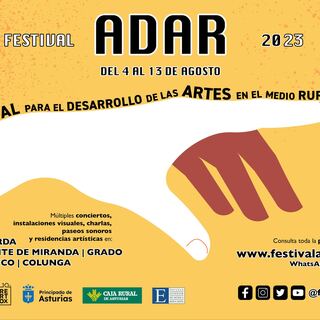 FESTIVAL ADAR 2023
DEL 4 AL 13 DE AGOSTO
AL PARA EL DESARROLLO DE LAS ARTES EN EL MEDIO RUR
Múltiples conciertos,
instalaciones visuales, charlas,
paseos sonoros
y residencias artísticas en:
RDA
TE DE MIRANDA | GRADO
CO | COLUNGA
Consulta toda la p
www.festivala
WhatsA
Principado de
Asturias
CAJA RURAL
DE ASTURIAS
E
@f